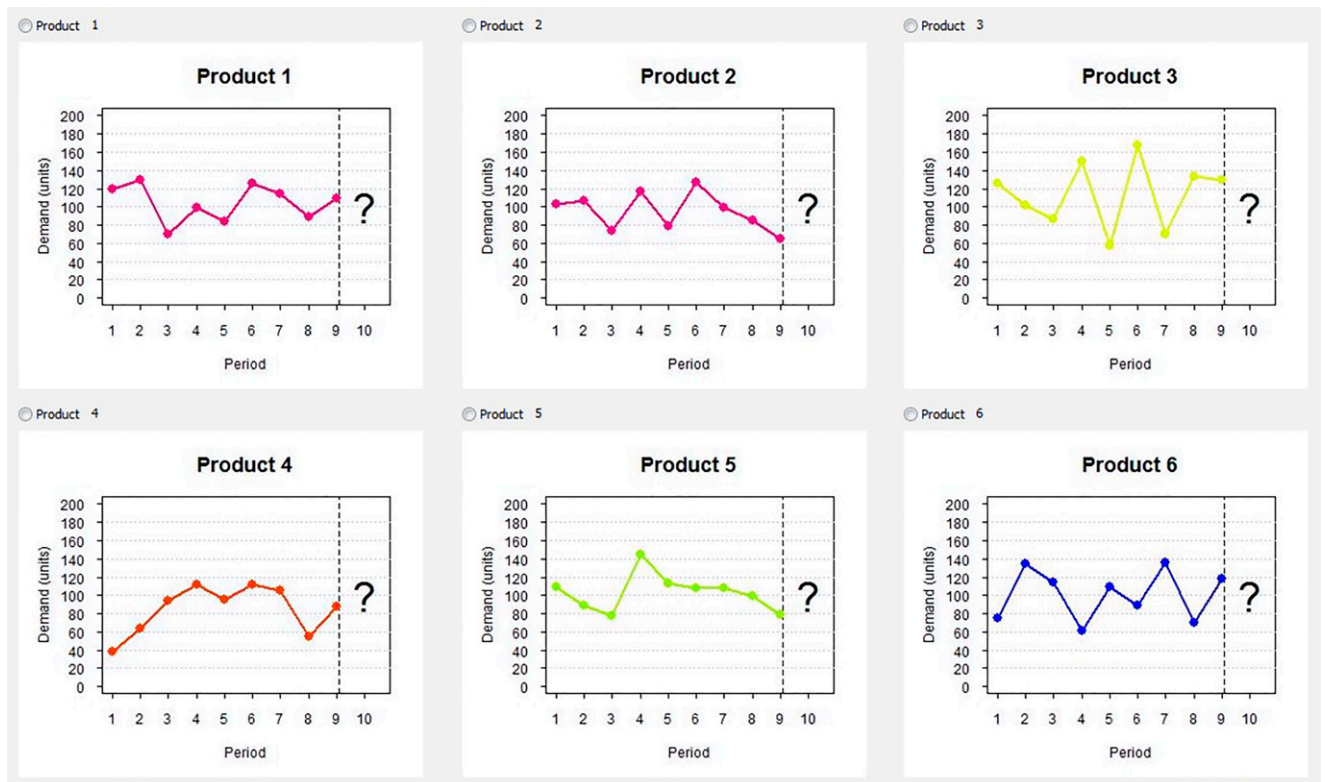 Product 1
Product 2
Product 3
Product 1
Product 2
Product 3
200
180
160
140
120
100
80
60
40
20
0
Demand (units)
?
1 2 3 4 5 6 7 8 9 10
Period
200
180
160
140
120
100
80
60
40
20
0
Demand (units)
?
1 2 3 4 5 6 7 8 9 10
Period
200
180
160
140
120
100
80
60
40
20
0
Demand (units)
?
1 2 3 4 5 6 7 8 9 10
Period
Product 4
Product 5
Product 6
Product 4
Product 5
Product 6
200
180
160
140
120
100
80
60
40
20
0
Demand (units)
?
1 2 3 4 5 6 7 8 9 10
Period
200
180
160
140
120
100
80
60
40
20
0
Demand (units)
?
1 2 3 4 5 6 7 8 9 10
Period
200
180
160
140
120
100
80
60
40
20
0
Demand (units)
?
1 2 3 4 5 6 7 8 9 10
Period